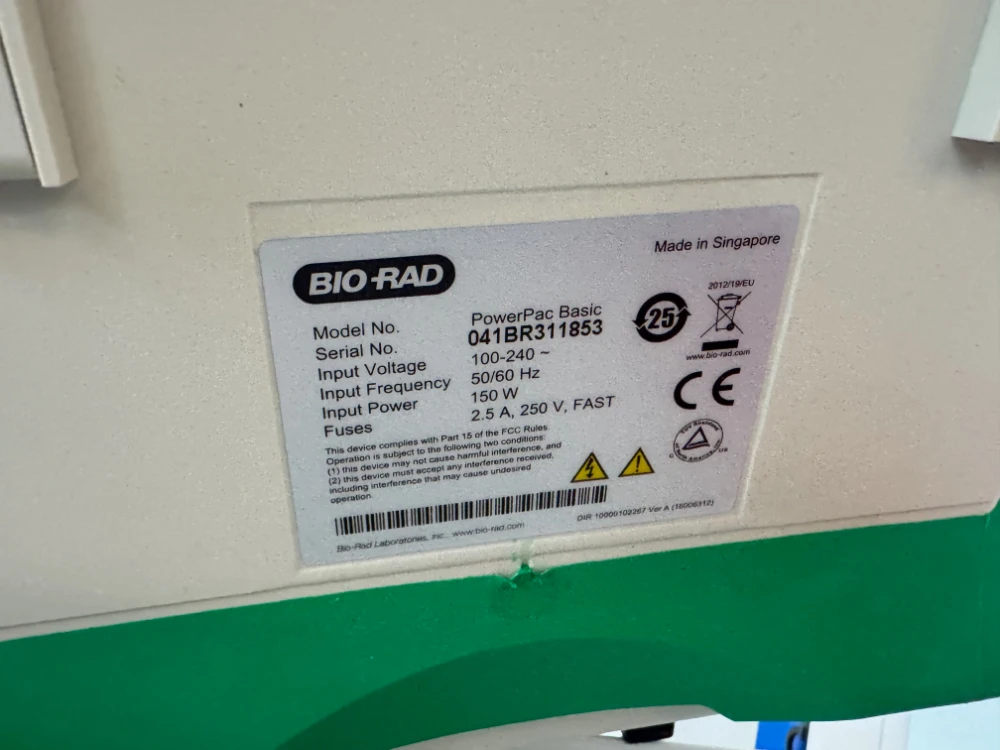 Made in Singapore
BIO-RAD
Model No. PowerPac Basic
Serial No. 041BR311853
Input Voltage 100-240 ~
Input Frequency 50/60 Hz
Input Power 150 W
Fuses 2.5 A, 250 V, FAST
25
2012/19/EU
www.bio-rad.com
CE
This device complies with Part 15 of the FCC Rules.
Operation is subject to the following two conditions:
(1) this device may not cause harmful interference, and
(2) this device must accept any interference received,
including interference that may cause undesired
operation.
Bio-Rad Laboratories, Inc., www.bio-rad.com
DIR 10000102267 Ver A (18006312)